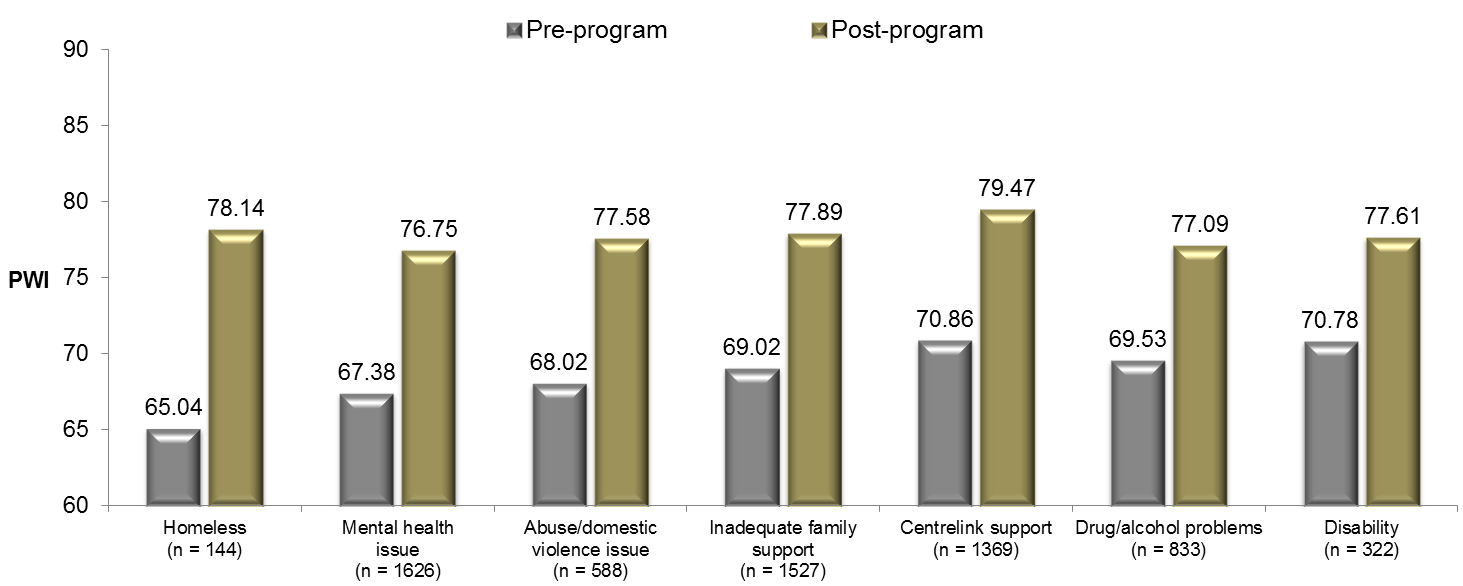 Pre-program
Post-program
90
85
80
75
70
65
60
PWI
65.04
78.14
67.38
76.75
68.02
77.58
69.02
77.89
70.86
79.47
69.53
77.09
70.78
77.61
Homeless
(n = 144)
Mental health
issue
(n = 1626)
Abuse/domestic
violence issue
(n = 588)
Inadequate family
support
(n = 1527)
Centrelink support
(n = 1369)
Drug/alcohol problems
(n = 833)
Disability
(n = 322)